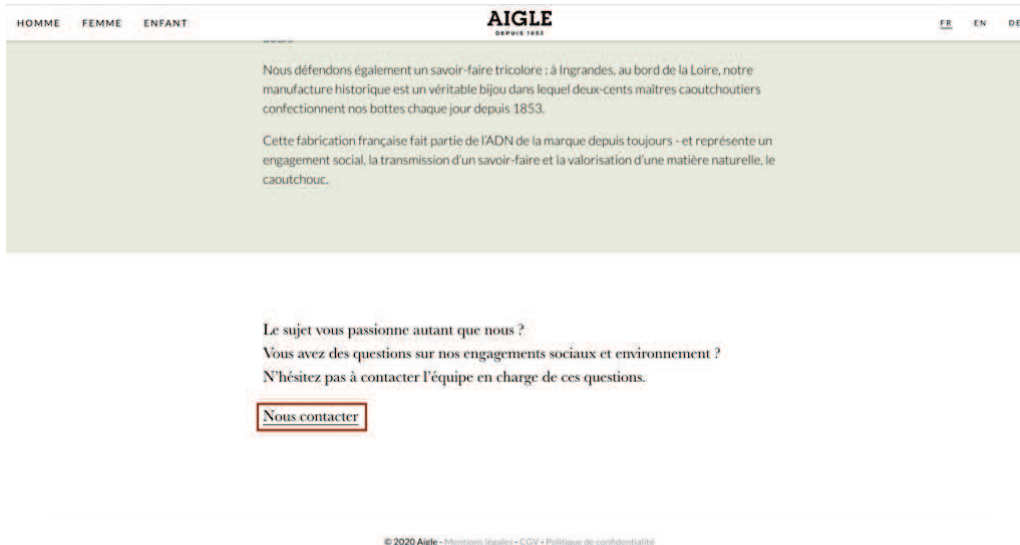 HOMME FEMME ENFANT
AIGLE
DEPUIS 1853
FR EN DE
Nous défendons également un savoir-faire tricolore : à Ingrandes, au bord de la Loire, notre
manufacture historique est un véritable bijou dans lequel deux-cents maîtres caoutchoutiers
confectionnent nos bottes chaque jour depuis 1853.
Cette fabrication française fait partie de l'ADN de la marque depuis toujours - et représente un
engagement social, la transmission d'un savoir-faire et la valorisation d'une matière naturelle, le
caoutchouc.
Le sujet vous passionne autant que nous ?
Vous avez des questions sur nos engagements sociaux et environnement ?
N'hésitez pas à contacter l'équipe en charge de ces questions.
Nous contacter
© 2020 Aigle - Mentions légales - CGV - Politique de confidentialité